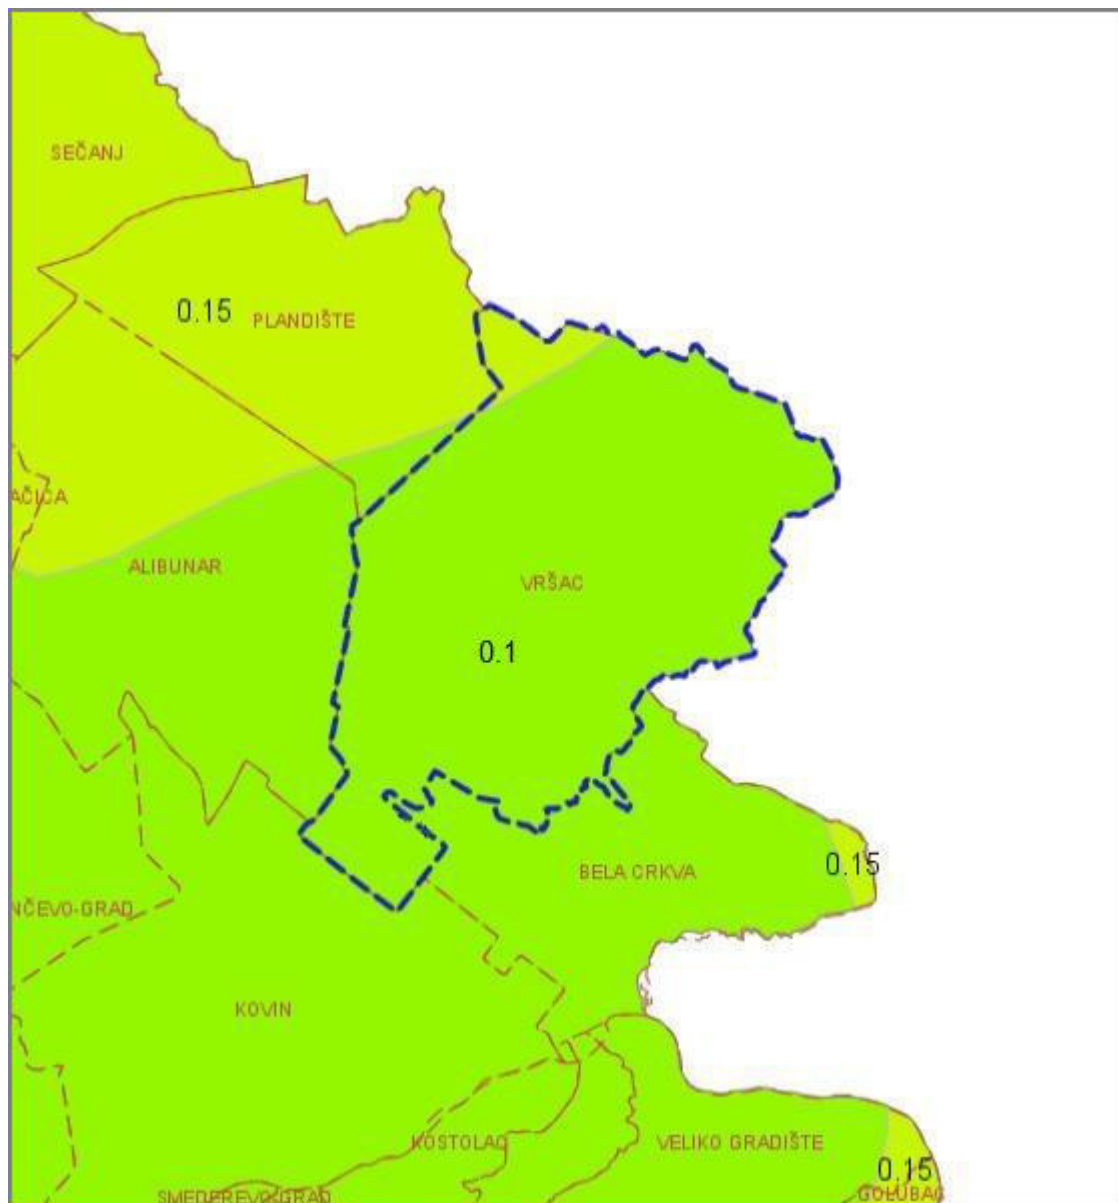 SEČANJ
0.15
PLANDIŠTE
AČIĆA
ALIBUNAR
VRŠAC
0.1
0.15
BELA CRKVA
NČEVO-GRAD
KOVIN
KOSTOLAC
VELIKO GRADIŠTE
0.15
SMEDEREVO-GRAD
GOLUBAC